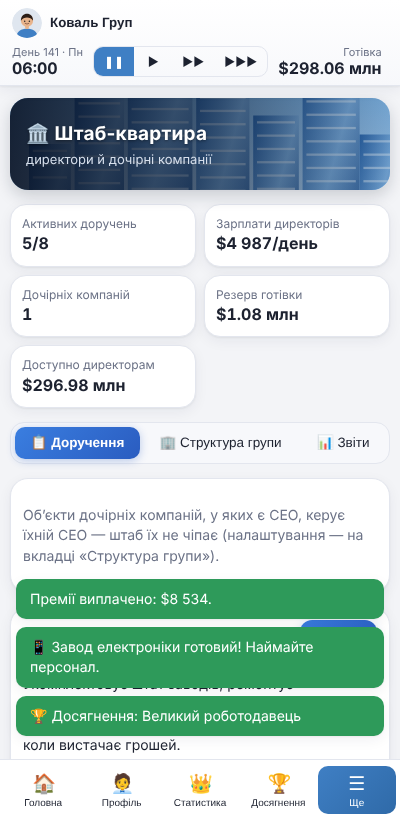 Коваль Груп
День 141 · Пн
06:00
Готівка
$298.06 млн
Штаб-квартира
директори й дочірні компанії
Активних доручень
5/8
Зарплати директорів
$4 987/день
Дочірніх компаній
1
Резерв готівки
$1.08 млн
Доступно директорам
$296.98 млн
Доручення
Структура групи
Звіти
Об'єкти дочірніх компаній, у яких є CEO, керує
їхній CEO — штаб їх не чіпає (налаштування — на
вкладці «Структура групи»).
Премії виплачено: $8 534.
Завод електроніки готовий! Наймайте
персонал.
Досягнення: Великий роботодавець
коли вистачає грошей.
Головна
Профіль
Статистика
Досягнення
Ще